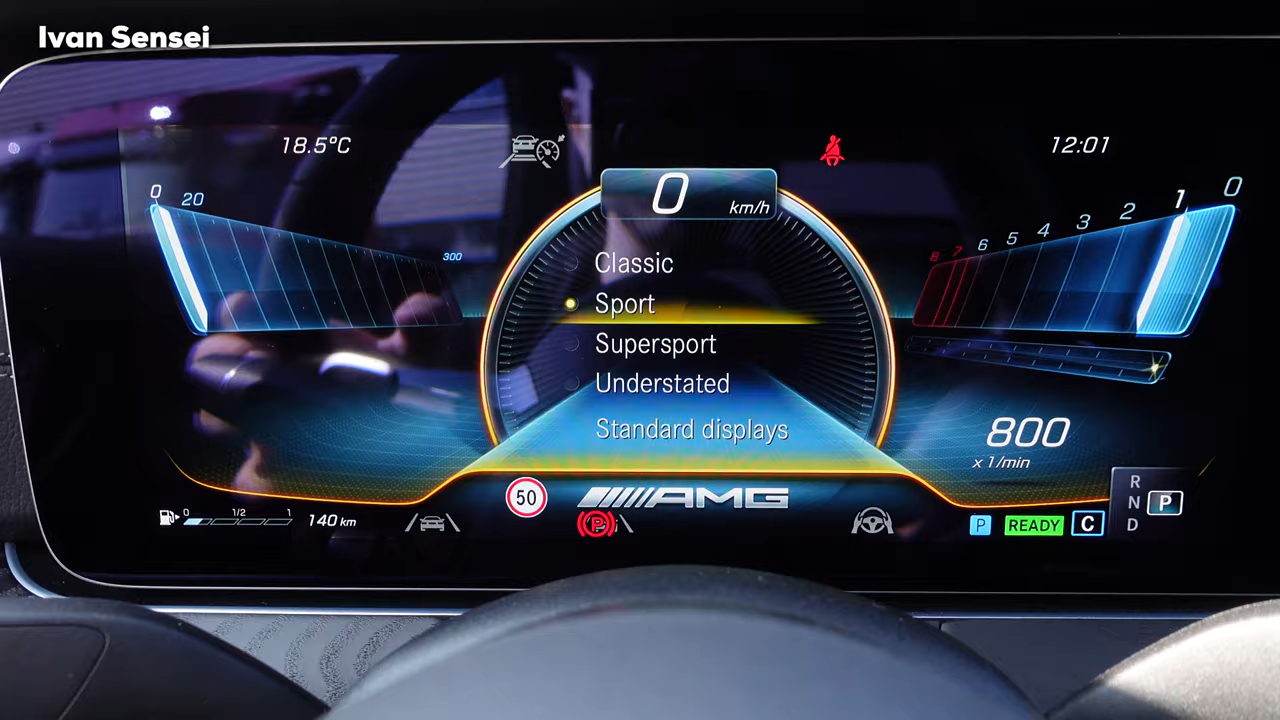 Ivan Sensei
18.5°C
12:01
0 20 300
0 km/h
8 7 6 5 4 3 2 1 0
Classic
Sport
Supersport
Understated
Standard displays
800
x 1/min
50
AMG
0 1/2 1
140 km
P
P READY C
R
N P
D